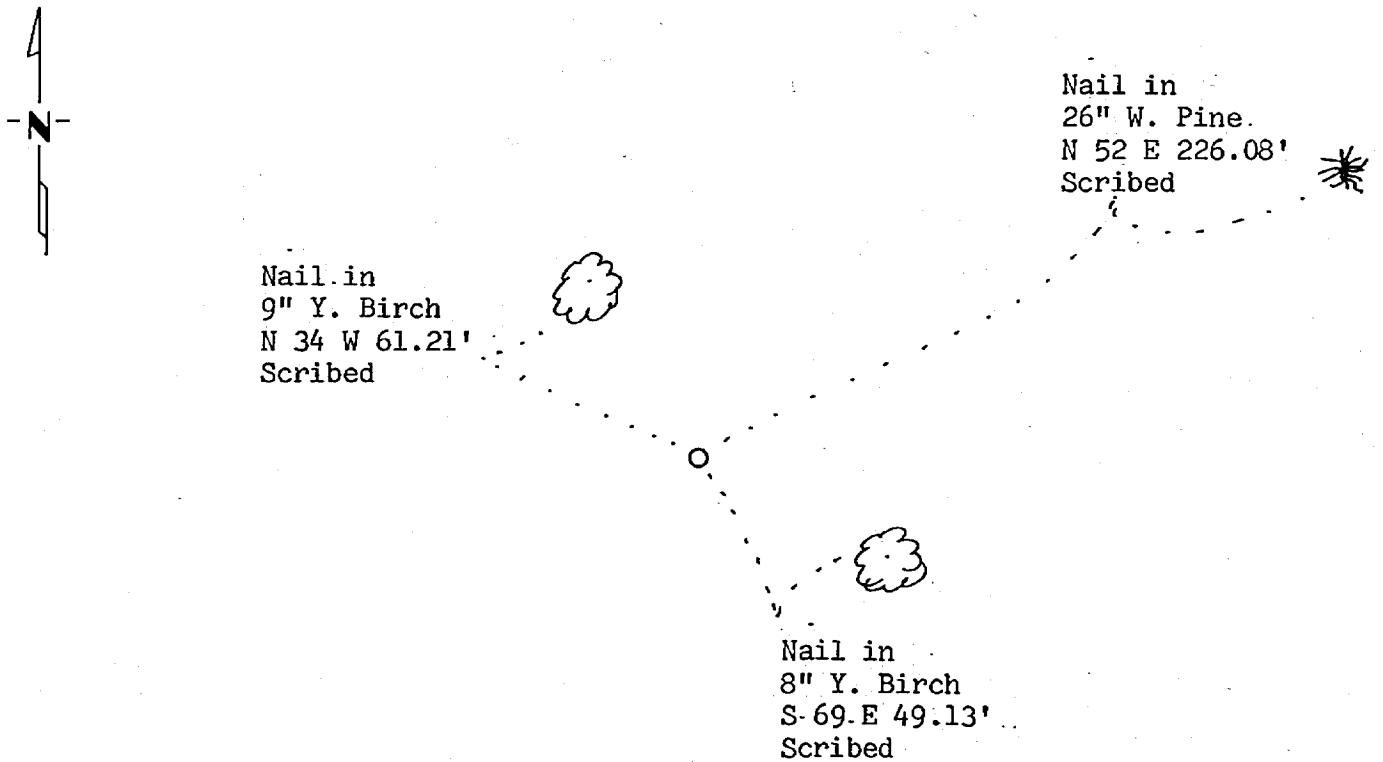 N
Nail in
26" W. Pine
N 52 E 226.08'
Scribed
Nail in
9" Y. Birch
N 34 W 61.21'
Scribed
Nail in
8" Y. Birch
S 69 E 49.13'
Scribed